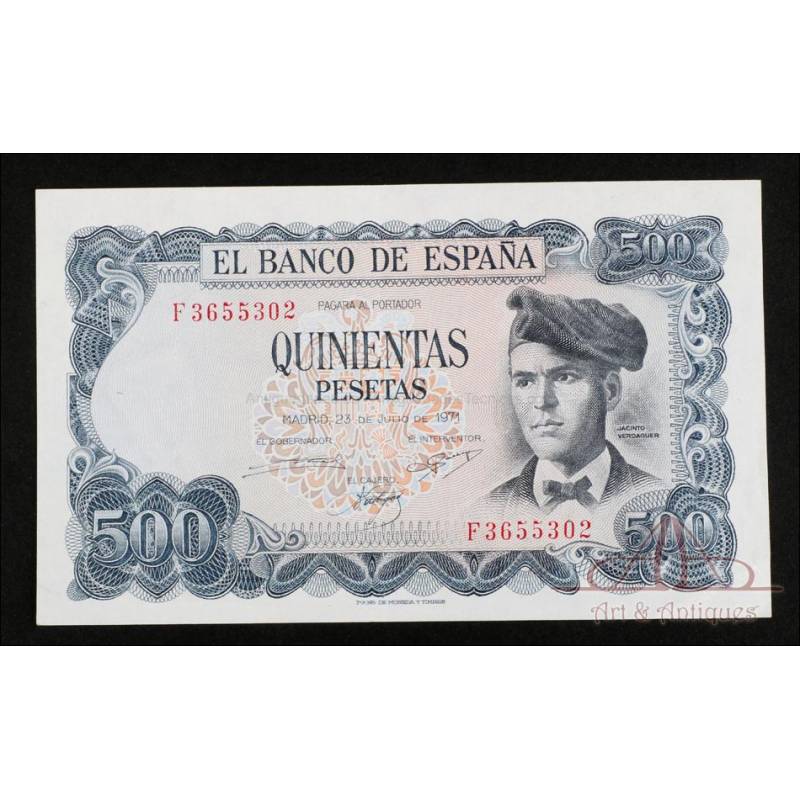 500
EL BANCO DE ESPAÑA
F3655302
PAGARA AL PORTADOR
QUINIENTAS
PESETAS
MADRID, 23 DE JULIO DE 1971
EL GOBERNADOR
EL INTERVENTOR
JACINTO
VERDAGUER
EL CAJERO
500
F3655302
500
Art & Antiques